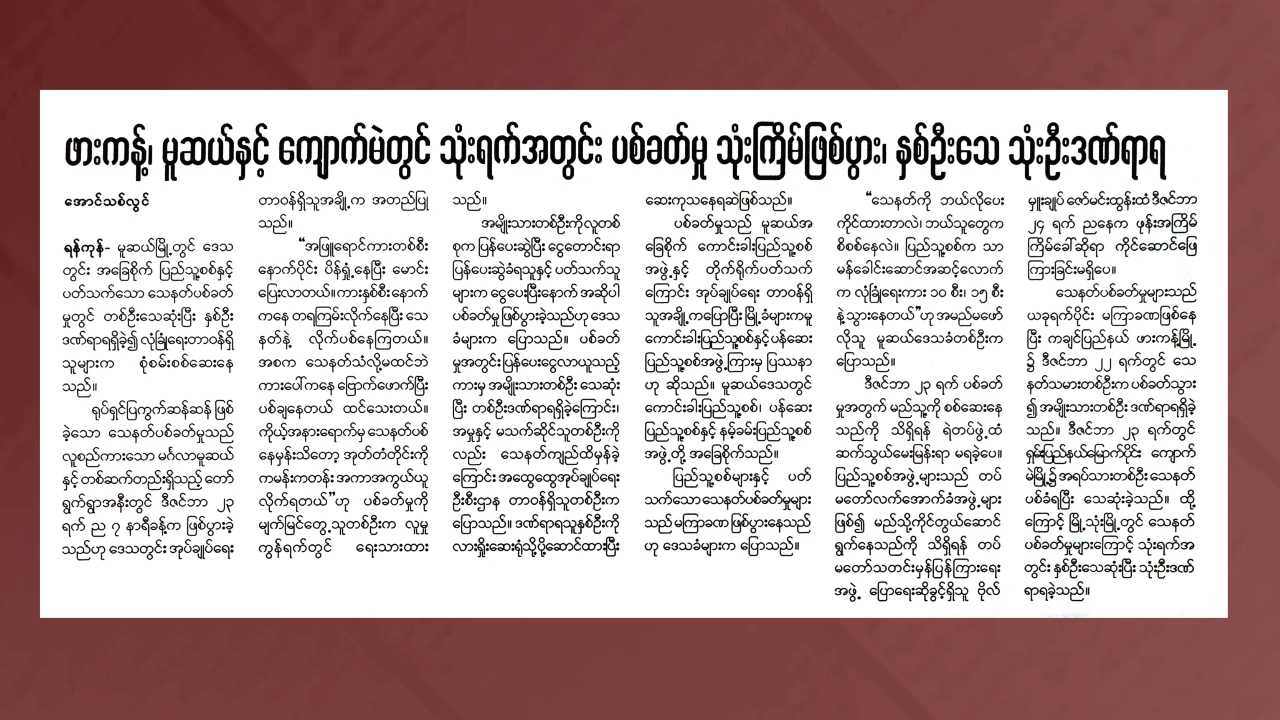 ဖားကန့်၊ မူဆယ်နှင့် ကျောက်မဲတွင် သုံးရက်အတွင်း ပစ်ခတ်မှု သုံးကြိမ်ဖြစ်ပွား၊ နှစ်ဦးသေ သုံးဦးဒဏ်ရာရ
အောင်သစ်လွင်
ရန်ကုန်– မူဆယ်မြို့တွင် ဒေသ
တွင်း အခြေစိုက် ပြည်သူ့စစ်နှင့်
ပတ်သက်သော သေနတ်ပစ်ခတ်
မှုတွင် တစ်ဦးသေဆုံးပြီး နှစ်ဦး
ဒဏ်ရာရရှိခဲ့၍ လုံခြုံရေးတာဝန်ရှိ
သူများက စုံစမ်းစစ်ဆေးနေ
သည်။
ရုပ်ရှင်ပြကွက်ဆန်ဆန် ဖြစ်
ခဲ့သော သေနတ်ပစ်ခတ်မှုသည်
လူစည်ကားသော မင်္ဂလာမူဆယ်
နှင့် တစ်ဆက်တည်းရှိသည့် တော်
ရွက်ရွာအနီးတွင် ဒီဇင်ဘာ ၂၃
ရက် ည ၇ နာရီခန့်က ဖြစ်ပွားခဲ့
သည်ဟု ဒေသတွင်း အုပ်ချုပ်ရေး
တာဝန်ရှိသူအချို့က အတည်ပြု
သည်။
“အဖြူရောင်ကားတစ်စီး
နောက်ပိုင်း ပိန်ရှုံ့နေပြီး မောင်း
ပြေးလာတယ်။ကားနှစ်စီးနောက်
ကနေ တရကြမ်းလိုက်နေပြီး သေ
နတ်နဲ့ လိုက်ပစ်နေကြတယ်။
အစက သေနတ်သံလို့မထင်ဘဲ
ကားပေါ်ကနေ ဗြောက်ဖောက်ပြီး
ပစ်ချနေတယ် ထင်သေးတယ်။
ကိုယ့်အနားရောက်မှ သေနတ်ပစ်
နေမှန်းသိတော့ အုတ်တံတိုင်းကို
ကမန်းကတန်း အကာအကွယ်ယူ
လိုက်ရတယ်”ဟု ပစ်ခတ်မှုကို
မျက်မြင်တွေ့သူတစ်ဦးက လူမှု
ကွန်ရက်တွင် ရေးသားထား
သည်။
အမျိုးသားတစ်ဦးကိုလူတစ်
စုက ပြန်ပေးဆွဲပြီး ငွေတောင်းရာ
ပြန်ပေးဆွဲခံရသူနှင့် ပတ်သက်သူ
များက ငွေပေးပြီးနောက် အဆိုပါ
ပစ်ခတ်မှု ဖြစ်ပွားခဲ့သည်ဟု ဒေသ
ခံများက ပြောသည်။ ပစ်ခတ်
မှုအတွင်း ပြန်ပေးငွေလာယူသည့်
ကားမှ အမျိုးသားတစ်ဦး သေဆုံး
ပြီး တစ်ဦးဒဏ်ရာရရှိခဲ့ကြောင်း၊
အမှုနှင့် မသက်ဆိုင်သူတစ်ဦးကို
လည်း သေနတ်ကျည်ထိမှန်ခဲ့
ကြောင်း အထွေထွေအုပ်ချုပ်ရေး
ဦးစီးဌာန တာဝန်ရှိသူတစ်ဦးက
ပြောသည်။ ဒဏ်ရာရသူနှစ်ဦးကို
လားရှိုးဆေးရုံသို့ပို့ဆောင်ထားပြီး
ဆေးကုသနေရဆဲဖြစ်သည်။
ပစ်ခတ်မှုသည် မူဆယ်အ
ခြေစိုက် ကောင်းခါးပြည်သူ့စစ်
အဖွဲ့နှင့် တိုက်ရိုက်ပတ်သက်
ကြောင်း အုပ်ချုပ်ရေး တာဝန်ရှိ
သူအချို့ကပြောပြီး မြို့ခံများကမူ
ကောင်းခါးပြည်သူ့စစ်နှင့်ပန်ဆေး
ပြည်သူ့စစ်အဖွဲ့ကြားမှ ပြဿနာ
ဟု ဆိုသည်။ မူဆယ်ဒေသတွင်
ကောင်းခါးပြည်သူ့စစ်၊ ပန်ဆေး
ပြည်သူ့စစ်နှင့် နမ့်ခမ်းပြည်သူ့စစ်
အဖွဲ့တို့ အခြေစိုက်သည်။
ပြည်သူ့စစ်များနှင့် ပတ်
သက်သော သေနတ်ပစ်ခတ်မှုများ
သည် မကြာခဏ ဖြစ်ပွားနေသည်
ဟု ဒေသခံများက ပြောသည်။
“သေနတ်ကို ဘယ်လိုပေး
ကိုင်ထားတာလဲ၊ ဘယ်သူတွေက
စိစစ်နေလဲ။ ပြည်သူ့စစ်က သာ
မန်ခေါင်းဆောင်အဆင့်လောက်
က လုံခြုံရေးကား ၁၀ စီး၊ ၁၅ စီး
နဲ့ သွားနေတယ်”ဟု အမည်မဖော်
လိုသူ မူဆယ်ဒေသခံတစ်ဦးက
ပြောသည်။
ဒီဇင်ဘာ ၂၃ ရက် ပစ်ခတ်
မှုအတွက် မည်သူ့ကို စစ်ဆေးနေ
သည်ကို သိရှိရန် ရဲတပ်ဖွဲ့ထံ
ဆက်သွယ်မေးမြန်းရာ မရခဲ့ပေ။
ပြည်သူ့စစ်အဖွဲ့များသည် တပ်
မတော်လက်အောက်ခံအဖွဲ့များ
ဖြစ်၍ မည်သို့ကိုင်တွယ်ဆောင်
ရွက်နေသည်ကို သိရှိရန် တပ်
မတော်သတင်းမှန်ပြန်ကြားရေး
အဖွဲ့ ပြောရေးဆိုခွင့်ရှိသူ ဗိုလ်
မှူးချုပ် ဇော်မင်းထွန်းထံ ဒီဇင်ဘာ
၂၄ ရက် ညနေက ဖုန်းအကြိမ်
ကြိမ်ခေါ်ဆိုရာ ကိုင်ဆောင်ဖြေ
ကြားခြင်းမရှိပေ။
သေနတ်ပစ်ခတ်မှုများသည်
ယခုရက်ပိုင်း မကြာခဏဖြစ်နေ
ပြီး ကချင်ပြည်နယ် ဖားကန့်မြို့
၌ ဒီဇင်ဘာ ၂၂ ရက်တွင် သေ
နတ်သမားတစ်ဦးက ပစ်ခတ်သွား
၍ အမျိုးသားတစ်ဦး ဒဏ်ရာရရှိခဲ့
သည်။ ဒီဇင်ဘာ ၂၃ ရက်တွင်
ရှမ်းပြည်နယ်မြောက်ပိုင်း ကျောက်
မဲမြို့၌ အရပ်သားတစ်ဦး သေနတ်
ပစ်ခံရပြီး သေဆုံးခဲ့သည်။ ထို့
ကြောင့် မြို့သုံးမြို့တွင် သေနတ်
ပစ်ခတ်မှုများကြောင့် သုံးရက်အ
တွင်း နှစ်ဦးသေဆုံးပြီး သုံးဦးဒဏ်
ရာရခဲ့သည်။